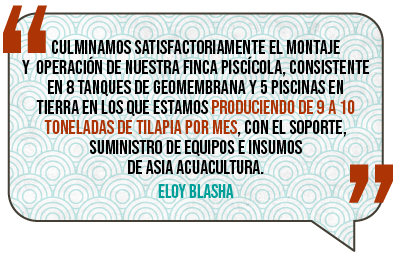 CULMINAMOS SATISFACTORIAMENTE EL MONTAJE
Y OPERACIÓN DE NUESTRA FINCA PISCÍCOLA, CONSISTENTE
EN 8 TANQUES DE GEOMEMBRANA Y 5 PISCINAS EN
TIERRA EN LOS QUE ESTAMOS PRODUCIENDO DE 9 A 10
TONELADAS DE TILAPIA POR MES, CON EL SOPORTE,
SUMINISTRO DE EQUIPOS E INSUMOS
DE ASIA ACUACULTURA.
ELOY BLASHA